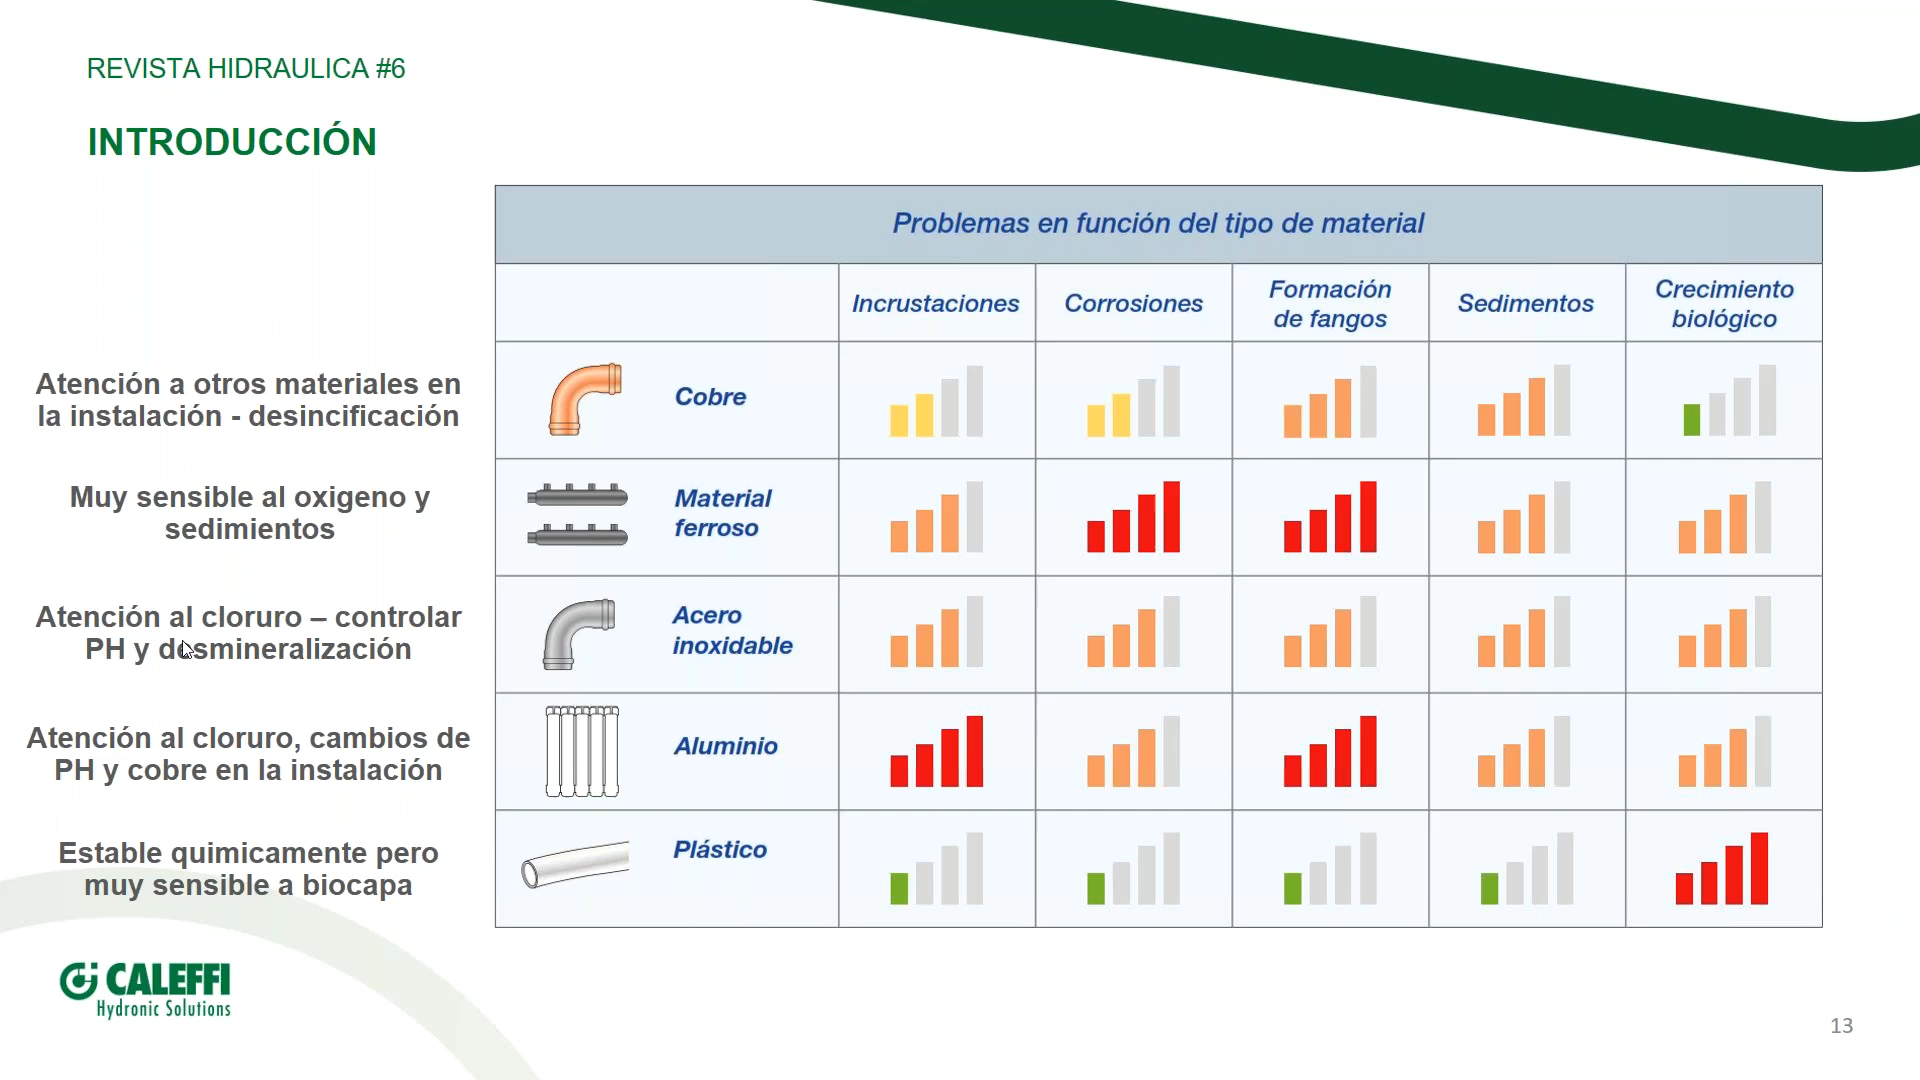 REVISTA HIDRAULICA #6
INTRODUCCIÓN
Problemas en función del tipo de material
Incrustaciones
Corrosiones
Formación
de fangos
Sedimentos
Crecimiento
biológico
Atención a otros materiales en
la instalación - desincificación
Cobre
Muy sensible al oxigeno y
sedimientos
Material
ferroso
Atención al cloruro – controlar
PH y desmineralización
Acero
inoxidable
Atención al cloruro, cambios de
PH y cobre en la instalación
Aluminio
Estable quimicamente pero
muy sensible a biocapa
Plástico
CALEFFI
Hydronic Solutions
13